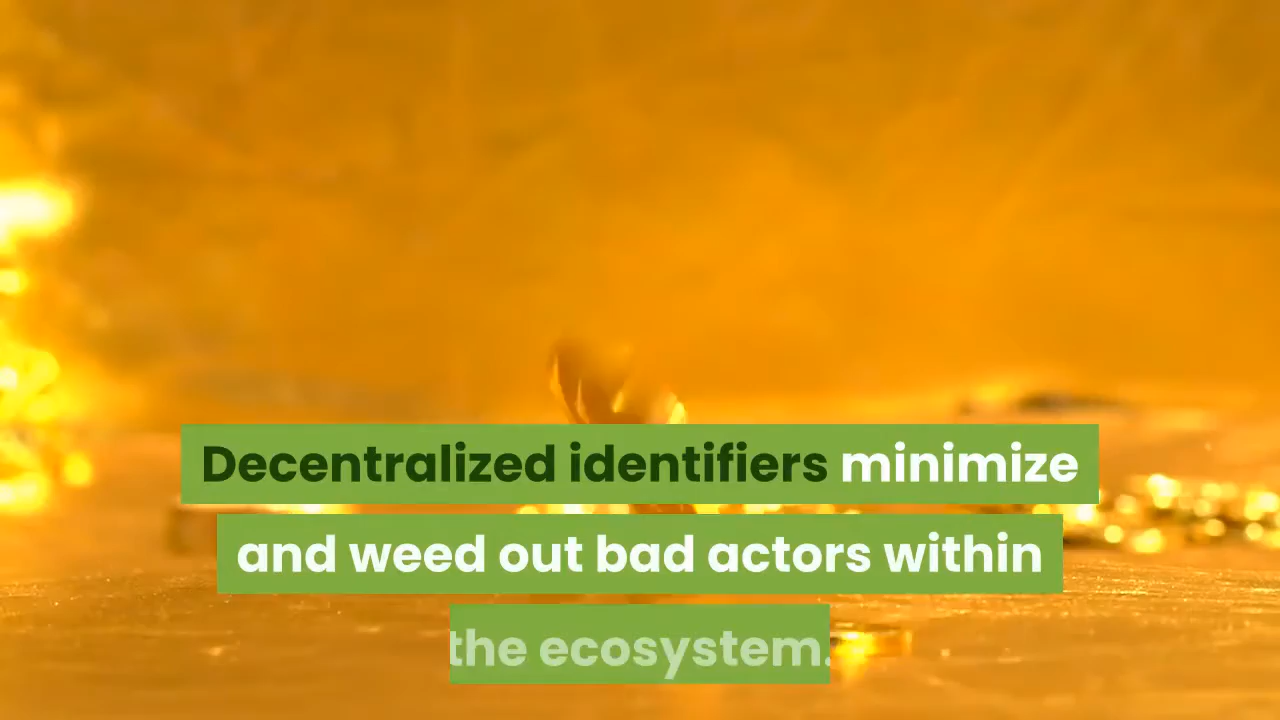 Decentralized identifiers minimize
and weed out bad actors within
the ecosystem.